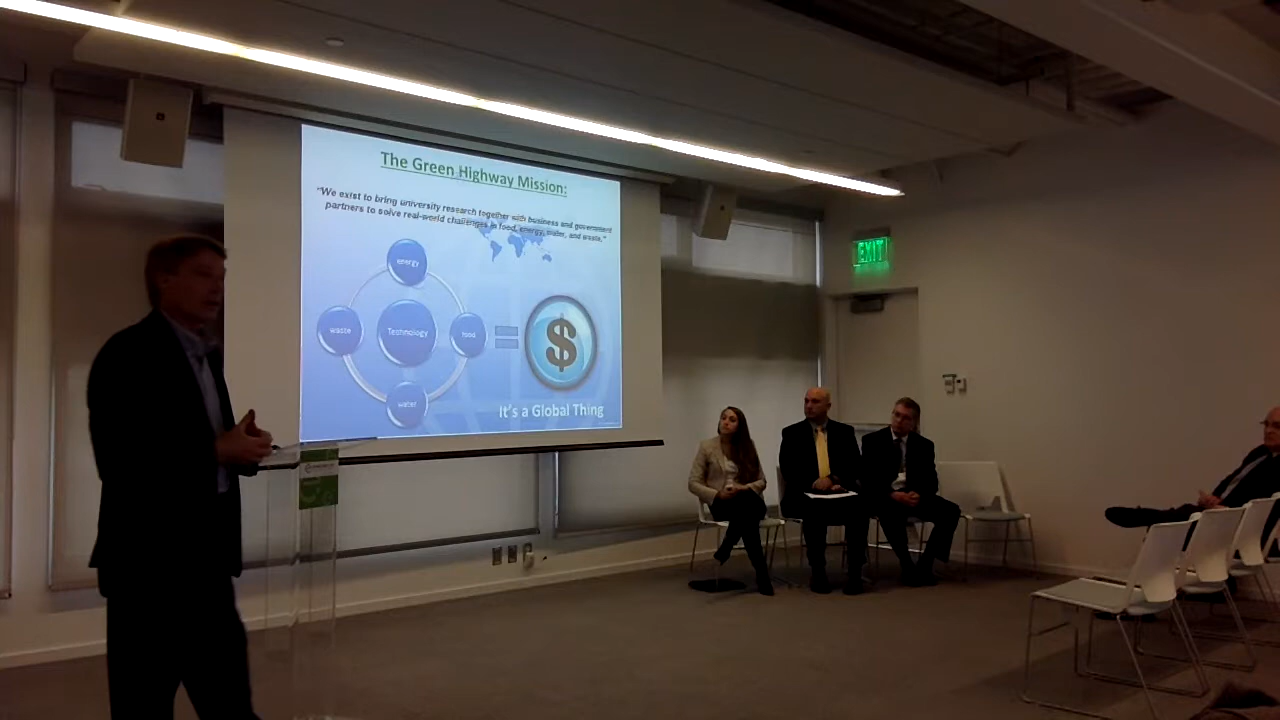 The Green Highway Mission:
"We exist to bring university research together with business and government
partners to solve real-world challenges in food, energy, water, and waste."
energy
waste
Technology
food
water
$
It's a Global Thing
EXIT